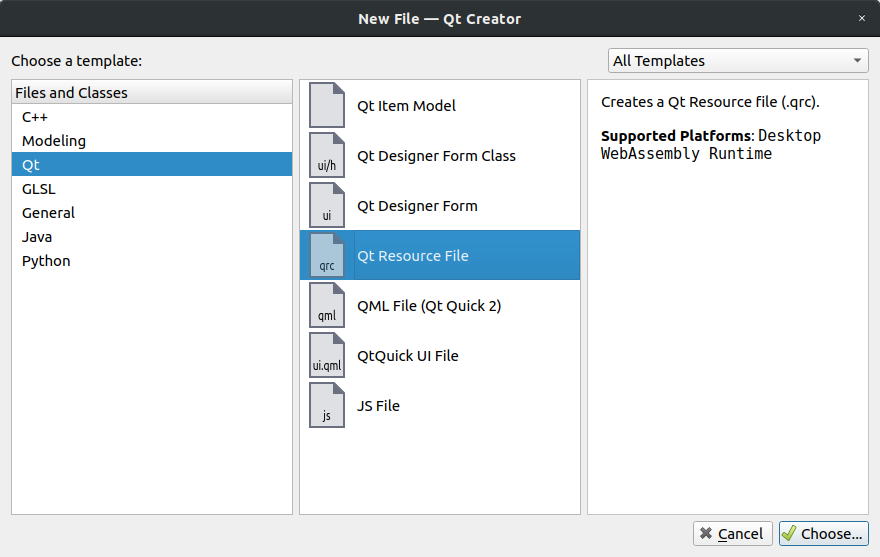 New File — Qt Creator
×
Choose a template:
All Templates
Files and Classes
C++
Modeling
Qt
GLSL
General
Java
Python
Qt Item Model
ui/h
Qt Designer Form Class
ui
Qt Designer Form
qrc
Qt Resource File
qml
QML File (Qt Quick 2)
ui.qml
QtQuick UI File
js
JS File
Creates a Qt Resource file (.qrc).
Supported Platforms: Desktop
WebAssembly Runtime
Cancel
Choose...